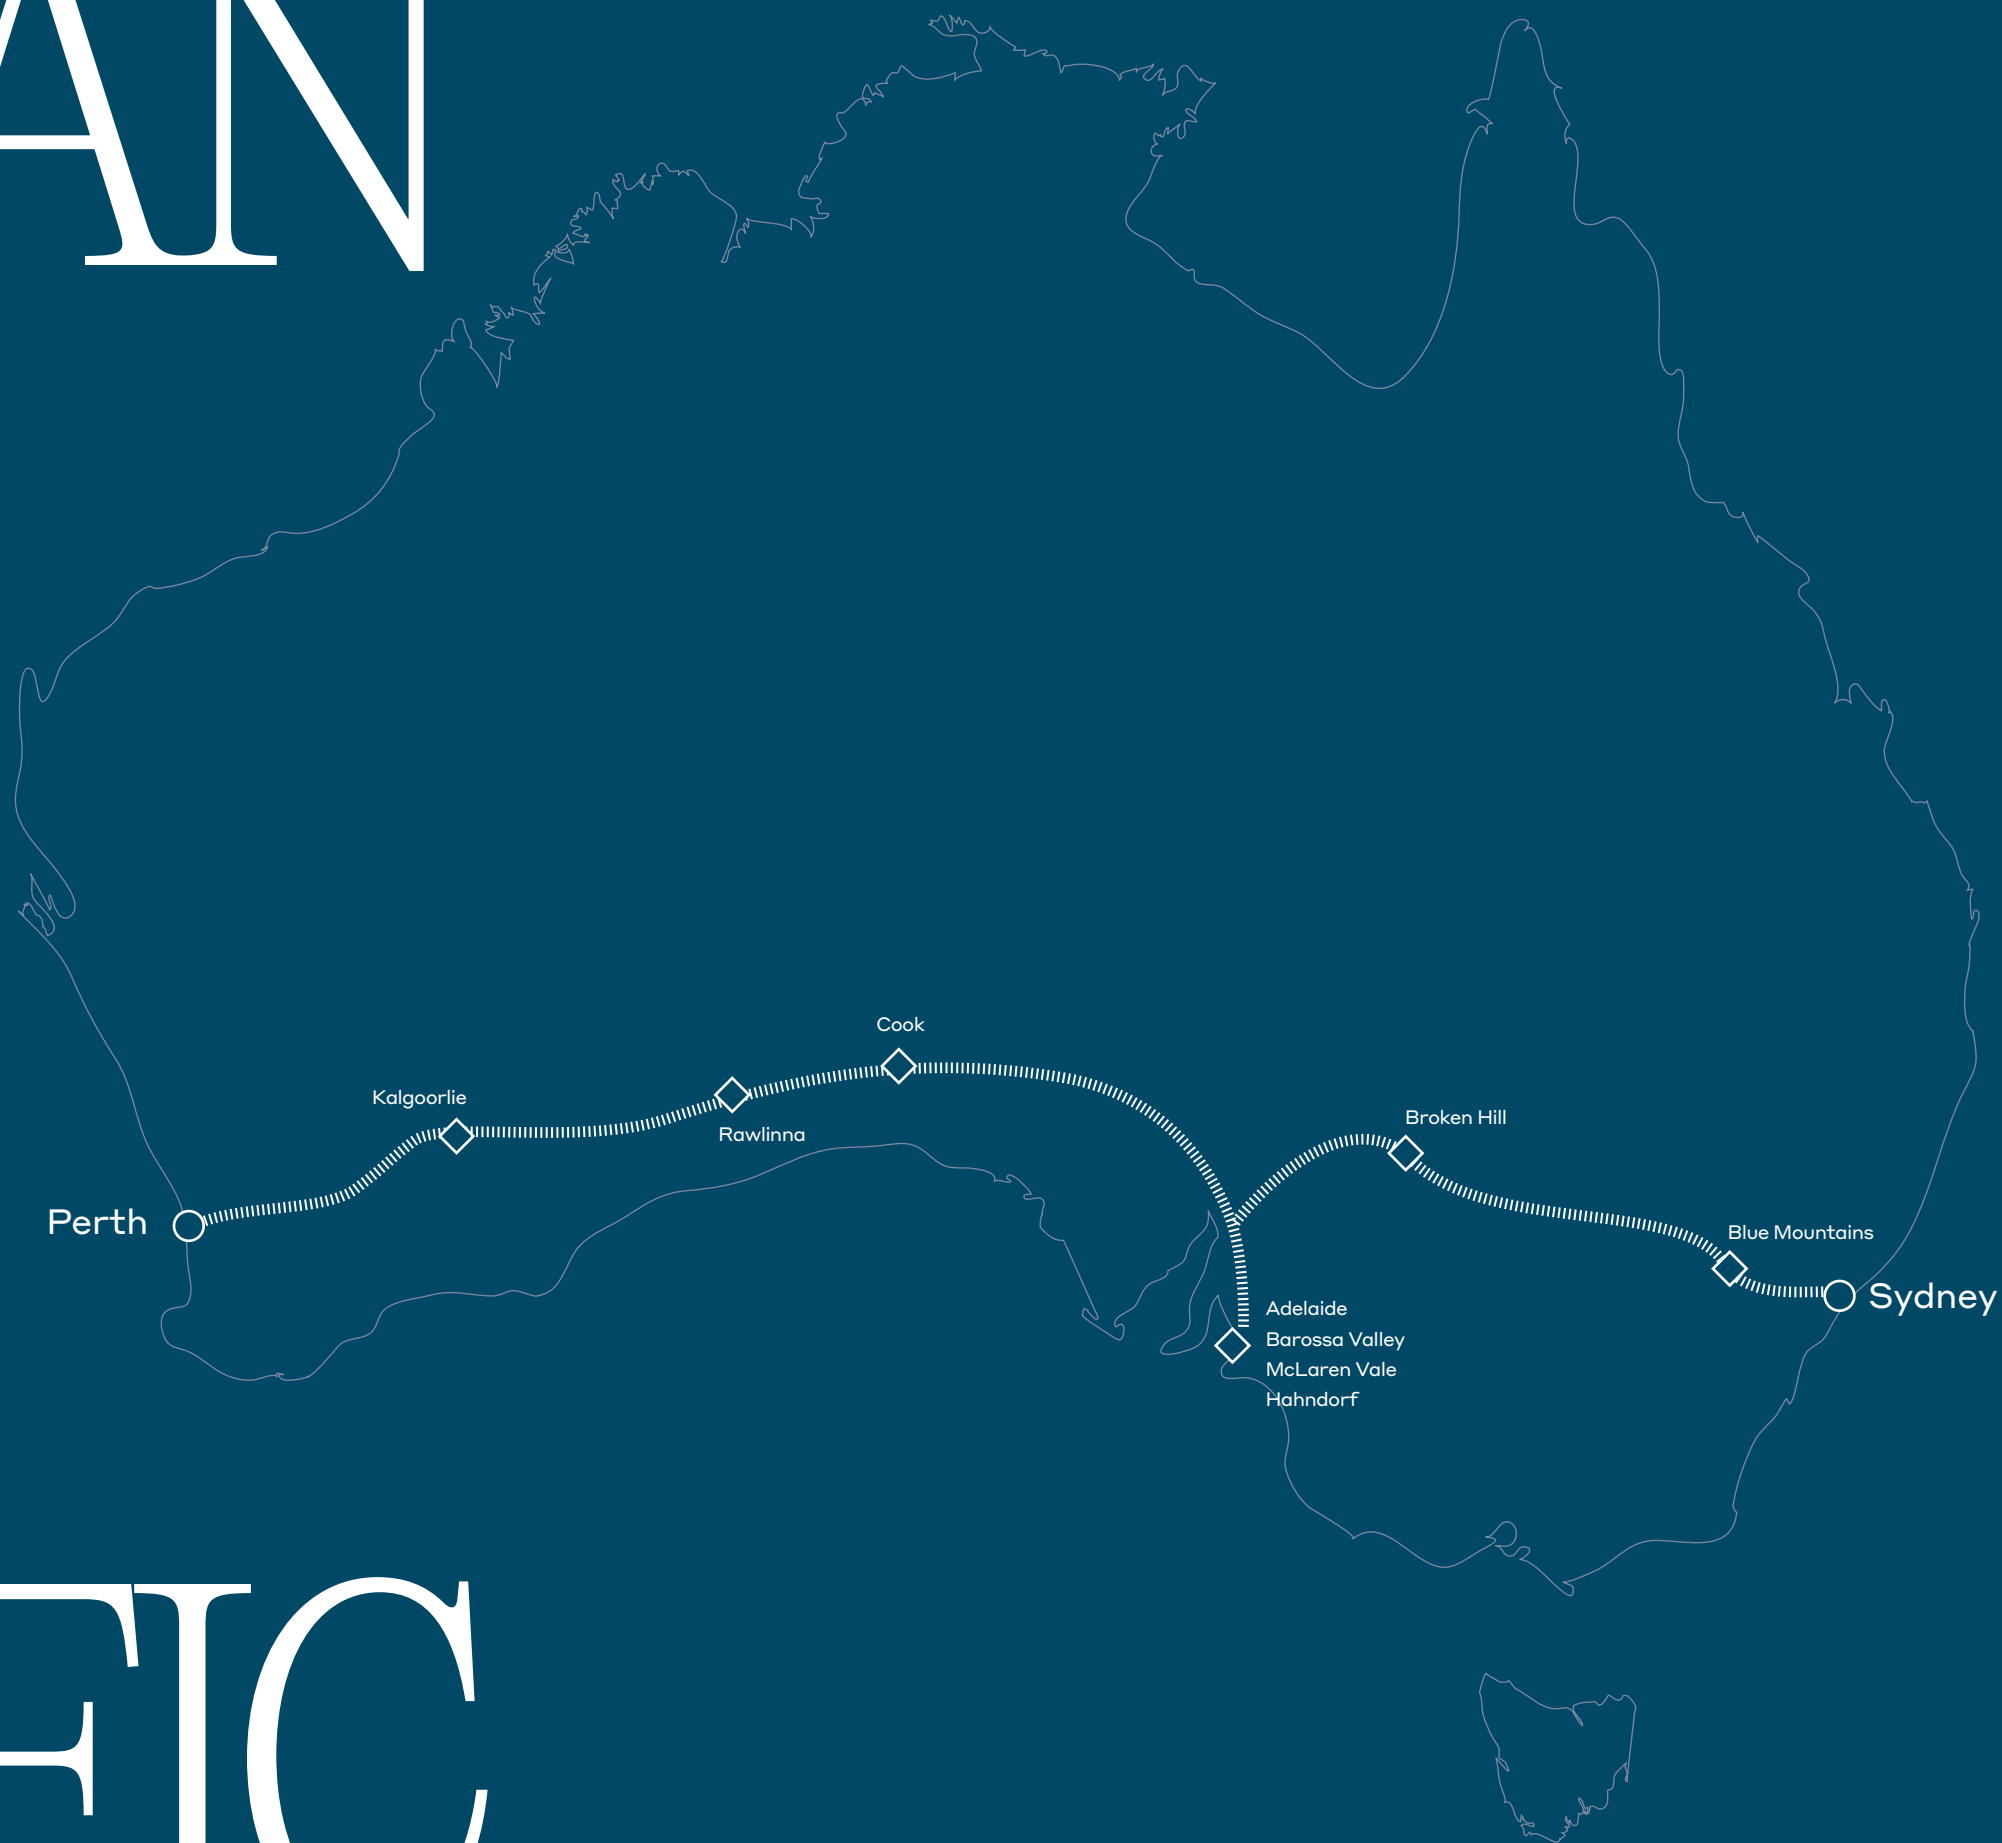 AN
Cook
Kalgoorlie
Rawlinna
Broken Hill
Perth
Blue Mountains
Sydney
Adelaide
Barossa Valley
McLaren Vale
Hahndorf
FIC